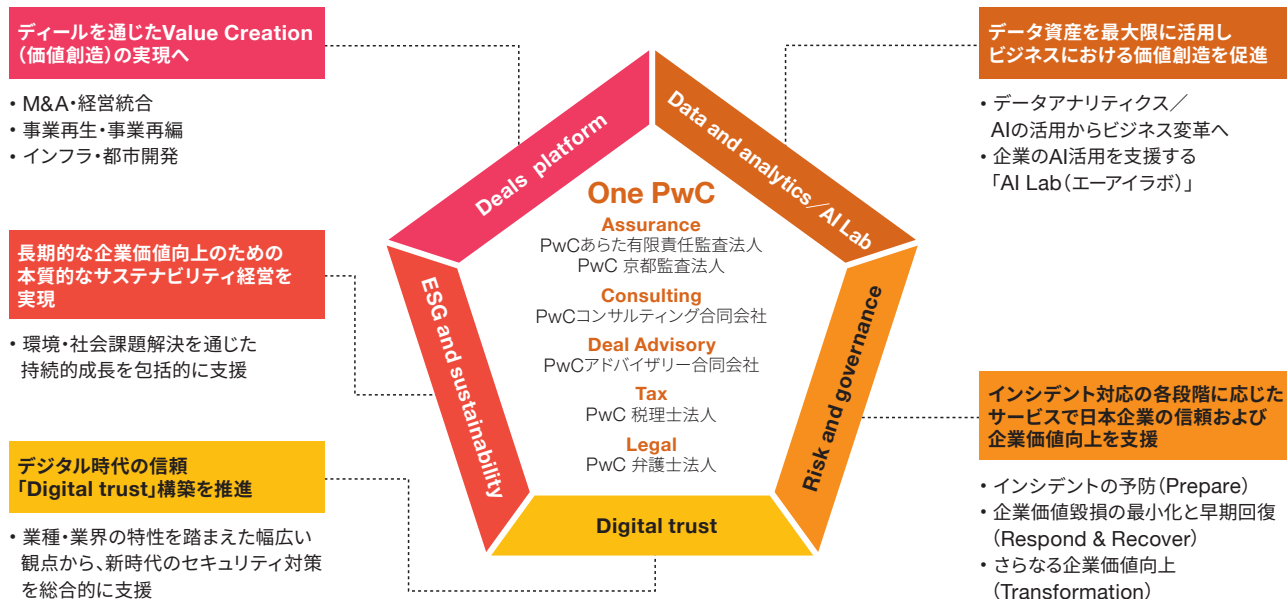 ディールを通じたValue Creation
（価値創造）の実現へ
・M&A・経営統合
・事業再生・事業再編
・インフラ・都市開発
長期的な企業価値向上のための
本質的なサステナビリティ経営を
実現
・環境・社会課題解決を通じた
持続的成長を包括的に支援
デジタル時代の信頼
「Digital trust」構築を推進
・業種・業界の特性を踏まえた幅広い
観点から、新時代のセキュリティ対策
を総合的に支援
Deals platform
Data and analytics／AI Lab
ESG and sustainability
Risk and governance
Digital trust
One PwC
Assurance
PwCあらた有限責任監査法人
PwC 京都監査法人
Consulting
PwCコンサルティング合同会社
Deal Advisory
PwCアドバイザリー合同会社
Tax
PwC 税理士法人
Legal
PwC 弁護士法人
データ資産を最大限に活用し
ビジネスにおける価値創造を促進
・データアナリティクス／
AIの活用からビジネス変革へ
・企業のAI活用を支援する
「AI Lab（エーアイラボ）」
インシデント対応の各段階に応じた
サービスで日本企業の信頼および
企業価値向上を支援
・インシデントの予防（Prepare）
・企業価値毀損の最小化と早期回復
（Respond & Recover）
・さらなる企業価値向上
（Transformation）